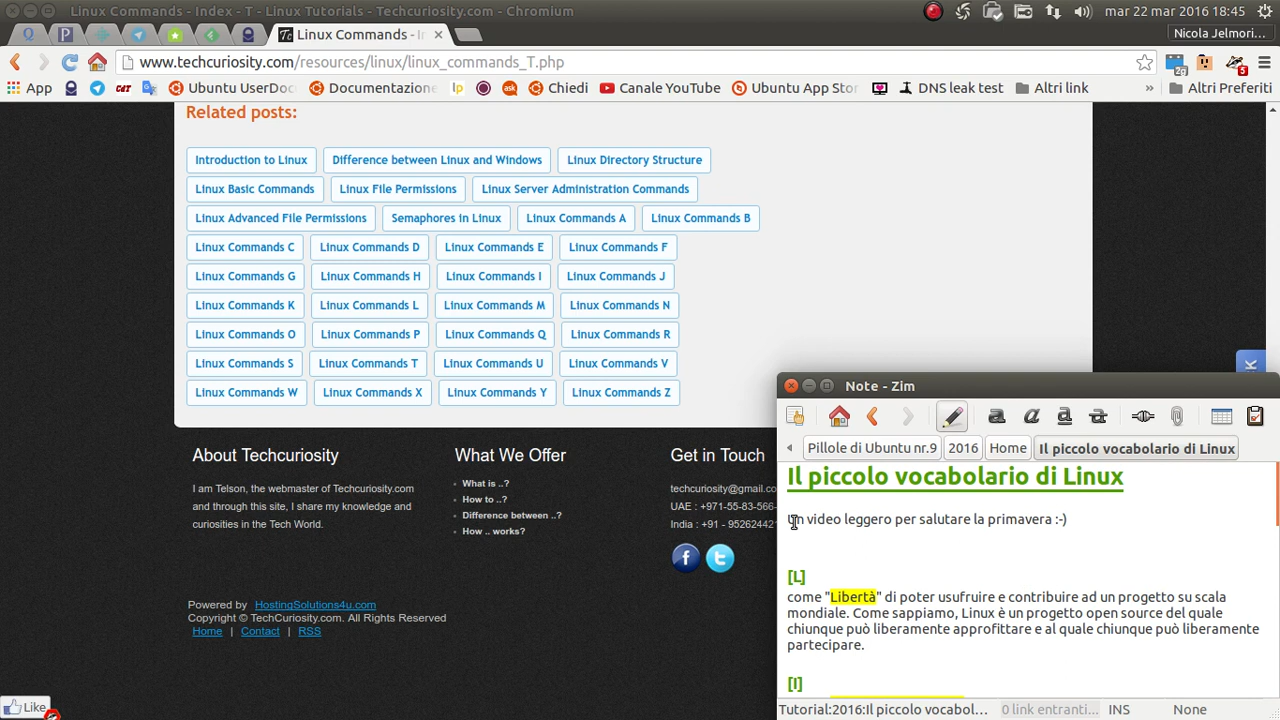 Linux Commands - Index - T - Linux Tutorials - Techcuriosity.com - Chromium
mar 22 mar 2016 18:45
Linux Commands - I
Nicola Jelmori...
www.techcuriosity.com/resources/linux/linux_commands_T.php
App
Ubuntu UserDoc
Documentazione
Chiedi
Canale YouTube
Ubuntu App Stor
DNS leak test
Altri link
»
Altri Preferiti
Related posts:
Introduction to Linux
Difference between Linux and Windows
Linux Directory Structure
Linux Basic Commands
Linux File Permissions
Linux Server Administration Commands
Linux Advanced File Permissions
Semaphores in Linux
Linux Commands A
Linux Commands B
Linux Commands C
Linux Commands D
Linux Commands E
Linux Commands F
Linux Commands G
Linux Commands H
Linux Commands I
Linux Commands J
Linux Commands K
Linux Commands L
Linux Commands M
Linux Commands N
Linux Commands O
Linux Commands P
Linux Commands Q
Linux Commands R
Linux Commands S
Linux Commands T
Linux Commands U
Linux Commands V
Linux Commands W
Linux Commands X
Linux Commands Y
Linux Commands Z
About Techcuriosity
I am Telson, the webmaster of Techcuriosity.com
and through this site, I share my knowledge and
curiosities in the Tech World.
What We Offer
What is ..?
How to ..?
Difference between ..?
How .. works?
Get in Touch
techcuriosity@gmail.co
UAE : +971-55-83-566-
India : +91 - 952624421
Powered by HostingSolutions4u.com
Copyright © TechCuriosity.com. All Rights Reserved
Home | Contact | RSS
Like
Note - Zim
Pillole di Ubuntu nr.9
2016
Home
Il piccolo vocabolario di Linux
Il piccolo vocabolario di Linux
Un video leggero per salutare la primavera :-)
[L]
come "Libertà" di poter usufruire e contribuire ad un progetto su scala
mondiale. Come sappiamo, Linux è un progetto open source del quale
chiunque può liberamente approfittare e al quale chiunque può liberamente
partecipare.
[I]
Tutorial:2016:Il piccolo vocabol...
0 link entranti...
INS
None